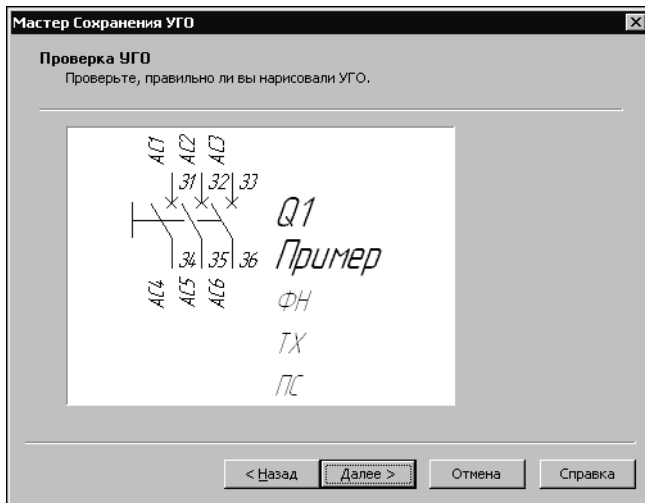 Мастер Сохранения УГО
Проверка УГО
Проверьте, правильно ли вы нарисовали УГО.
АС1 АС2 АС3
31 32 33
Q1
34 35 36 Пример
АС4 АС5 АС6
ФН
ТХ
ПС
< Назад Далее > Отмена Справка